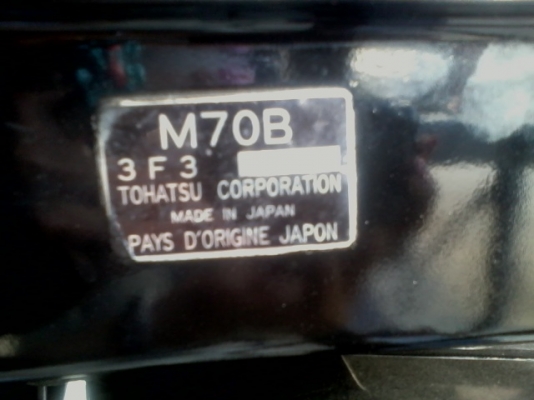 M70B
3F3
TOHATSU CORPORATION
MADE IN JAPAN
PAYS D'ORIGINE JAPON